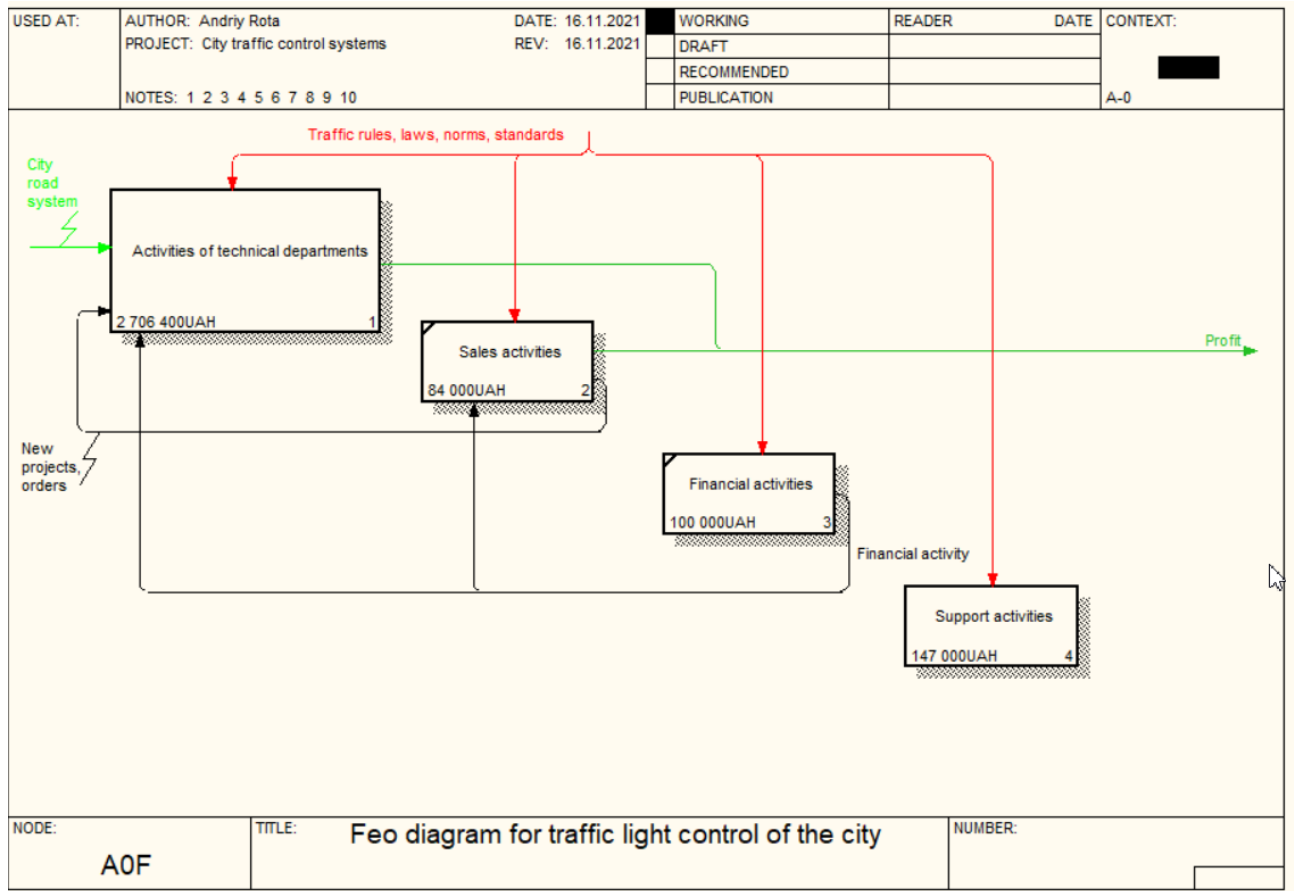 USED AT:
AUTHOR: Andriy Rota
DATE: 16.11.2021
WORKING
READER
DATE
CONTEXT:
PROJECT: City traffic control systems
REV: 16.11.2021
DRAFT
RECOMMENDED
NOTES: 1 2 3 4 5 6 7 8 9 10
PUBLICATION
A-0
Traffic rules, laws, norms, standards
City
road
system
Activities of technical departments
2 706 400UAH
1
Sales activities
84 000UAH
2
Profit
New
projects,
orders
Financial activities
100 000UAH
3
Financial activity
Support activities
147 000UAH
4
NODE:
A0F
TITLE:
Feo diagram for traffic light control of the city
NUMBER: